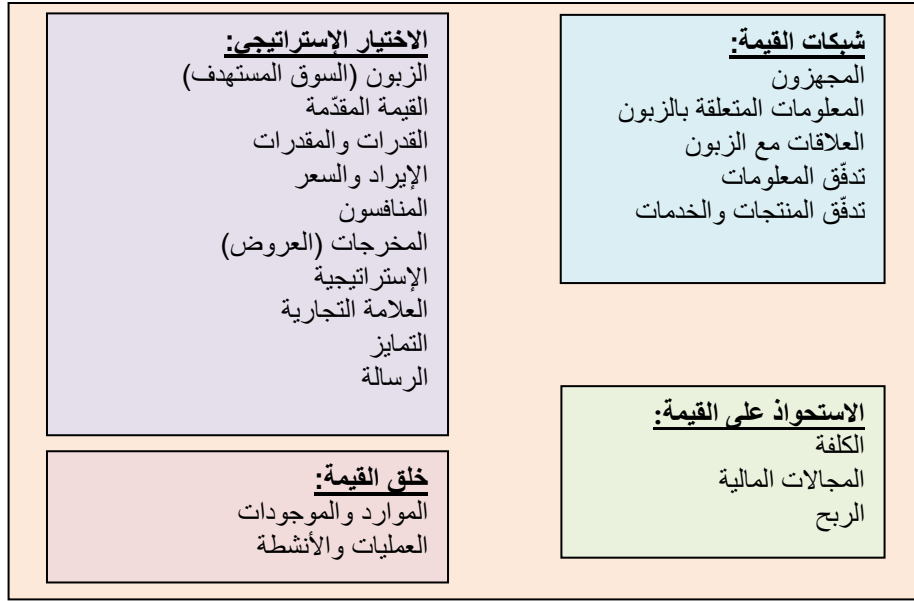 شبكات القيمة:
المجهزون
المعلومات المتعلقة بالزبون
العلاقات مع الزبون
تدفّق المعلومات
تدفّق المنتجات والخدمات
الاختيار الإستراتيجي:
الزبون (السوق المستهدف)
القيمة المقدّمة
القدرات والمقدرات
الإيراد والسعر
المنافسون
المخرجات (العروض)
الإستراتيجية
العلامة التجارية
التمايز
الرسالة
الاستحواذ على القيمة:
الكلفة
المجالات المالية
الربح
خلق القيمة:
الموارد والموجودات
العمليات والأنشطة